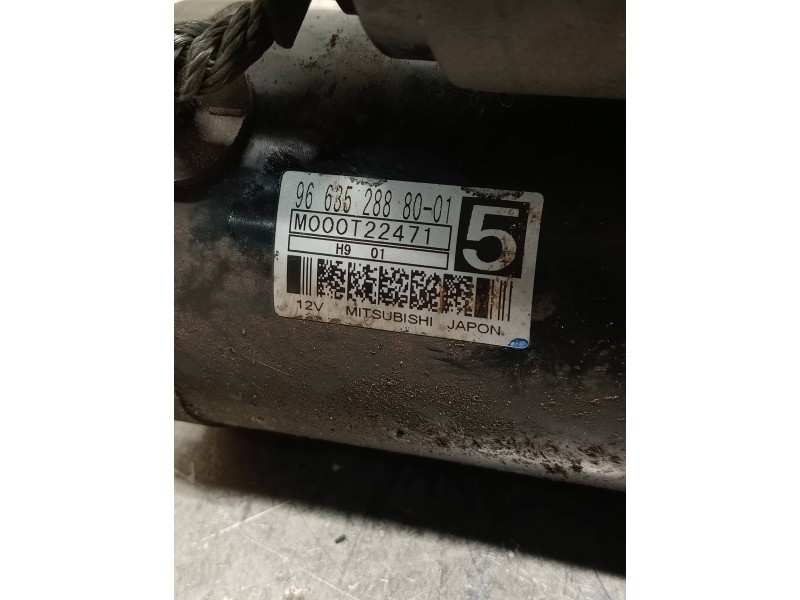 96 635 288 80-01
M000T22471
5
H9 01
12V MITSUBISHI JAPON